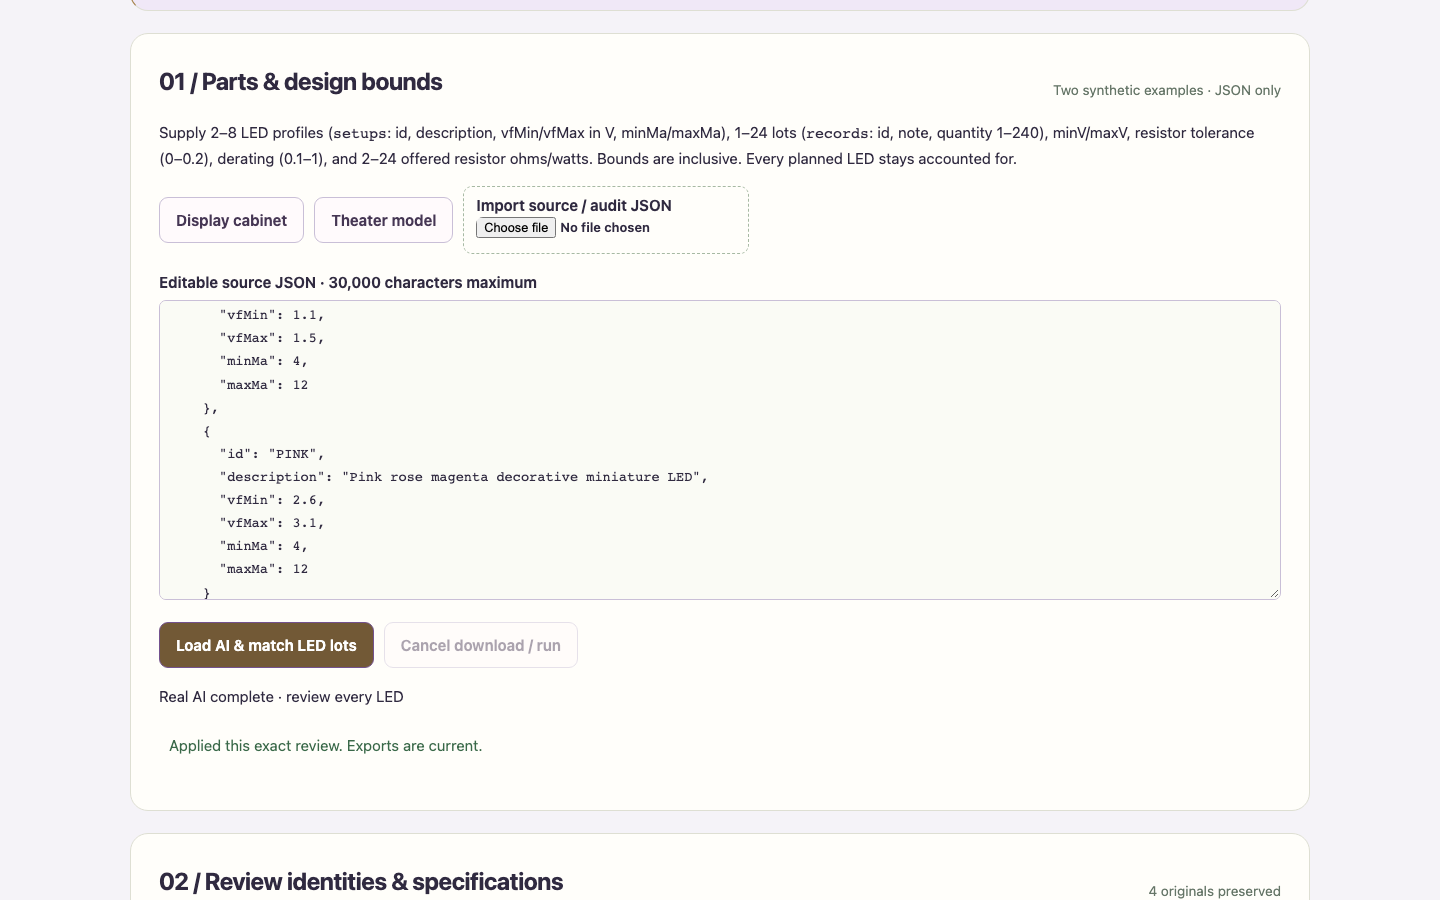 01 / Parts & design bounds
Two synthetic examples · JSON only
Supply 2–8 LED profiles (setups: id, description, vfMin/vfMax in V, minMa/maxMa), 1–24 lots (records: id, note, quantity 1–240), minV/maxV, resistor tolerance
(0–0.2), derating (0.1–1), and 2–24 offered resistor ohms/watts. Bounds are inclusive. Every planned LED stays accounted for.
Display cabinet
Theater model
Import source / audit JSON
Choose file No file chosen
Editable source JSON · 30,000 characters maximum
"vfMin": 1.1,
"vfMax": 1.5,
"minMa": 4,
"maxMa": 12
},
{
"id": "PINK",
"description": "Pink rose magenta decorative miniature LED",
"vfMin": 2.6,
"vfMax": 3.1,
"minMa": 4,
"maxMa": 12
}
Load AI & match LED lots
Cancel download / run
Real AI complete · review every LED
Applied this exact review. Exports are current.
02 / Review identities & specifications
4 originals preserved